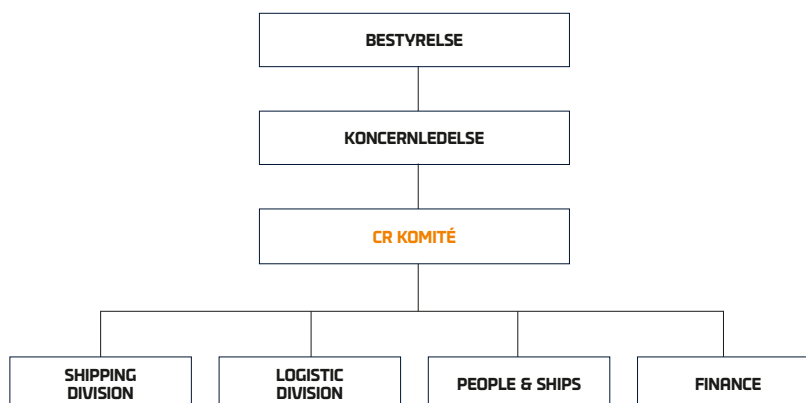 BESTYRELSE
KONCERNLEDELSE
CR KOMITÉ
SHIPPING
DIVISION
LOGISTIC
DIVISION
PEOPLE & SHIPS
FINANCE